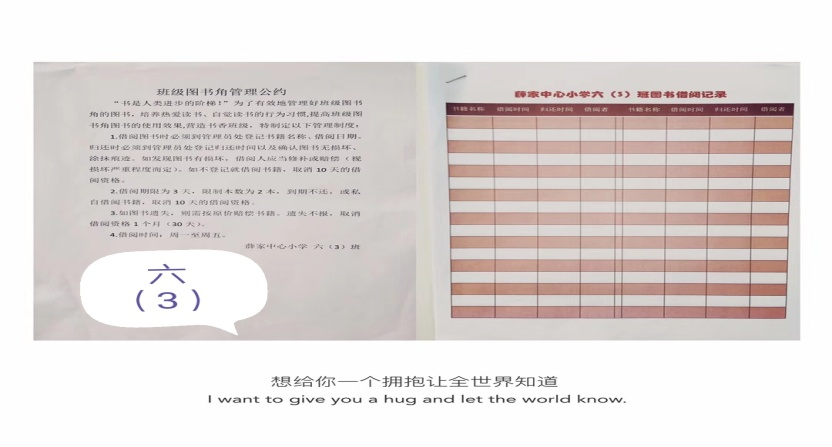 班级图书角管理公约
“书是人类进步的阶梯！”为了有效地管理好班级图书
角的图书，培养热爱读书、自觉读书的行为习惯,提高班级图
书角图书的使用效果,营造书香班级，特制定以下管理制度：
1.借阅图书时必须到管理员处登记书籍名称、借阅日期。
归还时必须到管理员处登记归还时间以及确认图书无损坏、
涂抹痕迹。如发现图书有损坏，借阅人应当修补或赔偿（视
损坏严重程度而定）。如不登记就借阅书籍，取消 10 天的借
阅资格。
2.借阅期限为 3 天，限制本数为 2 本，到期不还，或私
自借阅书籍，取消 10 天的借阅资格。
3.如图书遗失，则需按原价赔偿书籍。遗失不报，取消
借阅资格 1 个月（30 天）。
4.借阅时间：周一至周五。
薛家中心小学 六（3）班
六
（3）
薛家中心小学六（3）班图书借阅记录
书籍名称 借阅时间 归还时间 借阅者 书籍名称 借阅时间 归还时间 借阅者
想给你一个拥抱让全世界知道
I want to give you a hug and let the world know.